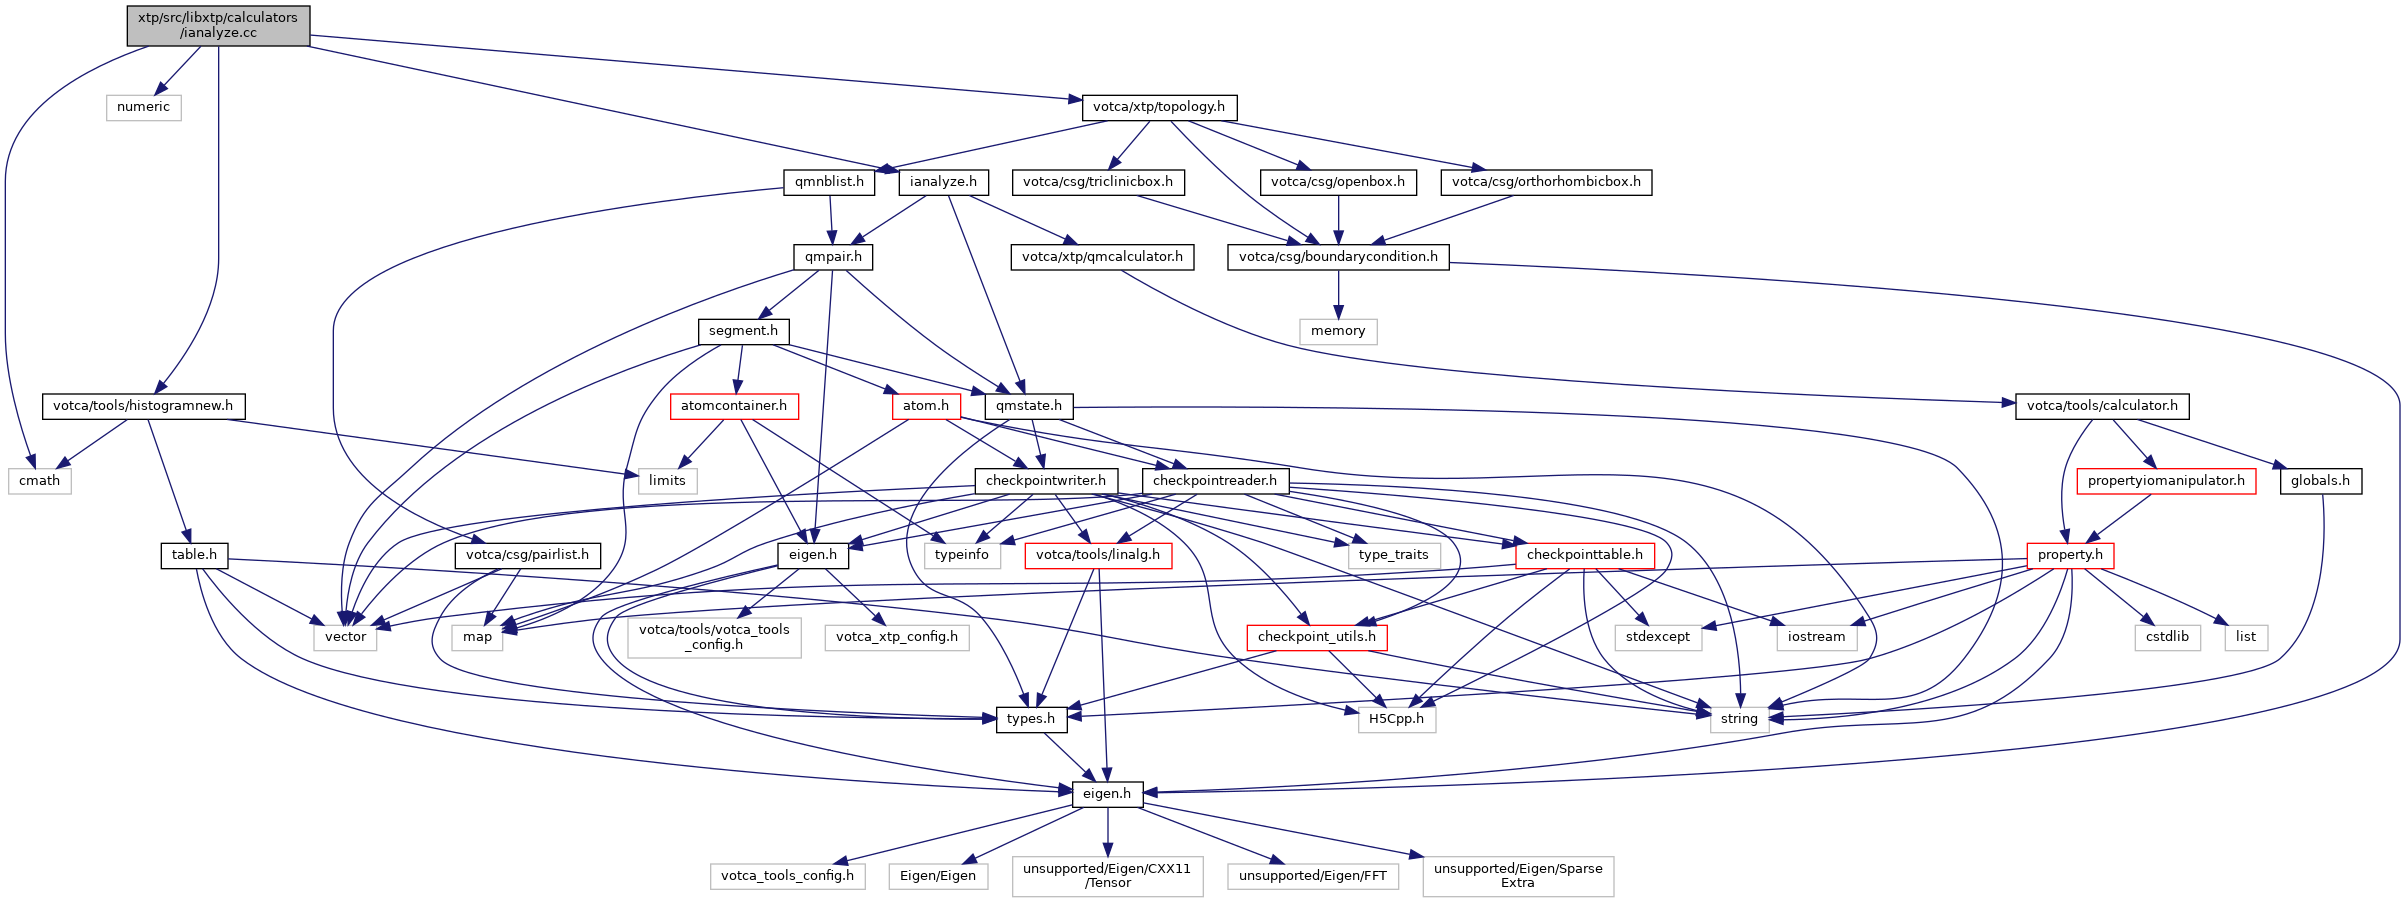 xtp/src/libxtp/calculators
/ianalyze.cc
numeric
votca/xtp/topology.h
qmnblist.h
ianalyze.h
votca/csg/triclinicbox.h
votca/csg/openbox.h
votca/csg/orthorhombicbox.h
qmpair.h
votca/xtp/qmcalculator.h
votca/csg/boundarycondition.h
segment.h
memory
votca/tools/histogramnew.h
atomcontainer.h
atom.h
qmstate.h
votca/tools/calculator.h
cmath
limits
checkpointwriter.h
checkpointreader.h
propertyiomanipulator.h
globals.h
table.h
votca/csg/pairlist.h
eigen.h
typeinfo
votca/tools/linalg.h
type_traits
checkpointtable.h
property.h
vector
map
votca/tools/votca_tools
_config.h
votca_xtp_config.h
checkpoint_utils.h
stdexcept
iostream
cstdlib
list
types.h
H5Cpp.h
string
eigen.h
votca_tools_config.h
Eigen/Eigen
unsupported/Eigen/CXX11
/Tensor
unsupported/Eigen/FFT
unsupported/Eigen/Sparse
Extra